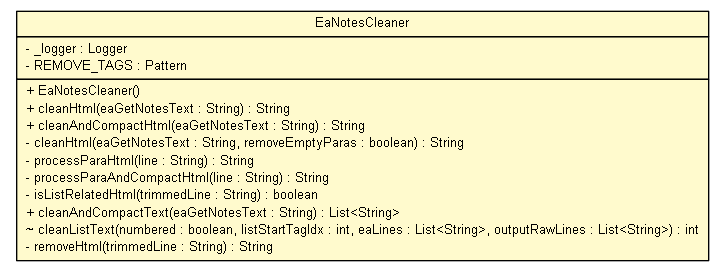 EaNotesCleaner
- _logger : Logger
- REMOVE_TAGS : Pattern
+ EaNotesCleaner()
+ cleanHtml(eaGetNotesText : String) : String
+ cleanAndCompactHtml(eaGetNotesText : String) : String
- cleanHtml(eaGetNotesText : String, removeEmptyParas : boolean) : String
- processParaHtml(line : String) : String
- processParaAndCompactHtml(line : String) : String
- isListRelatedHtml(trimmedLine : String) : boolean
+ cleanAndCompactText(eaGetNotesText : String) : List<String>
~ cleanListText(numbered : boolean, listStartTagIdx : int, eaLines : List<String>, outputRawLines : List<String>) : int
- removeHtml(trimmedLine : String) : String